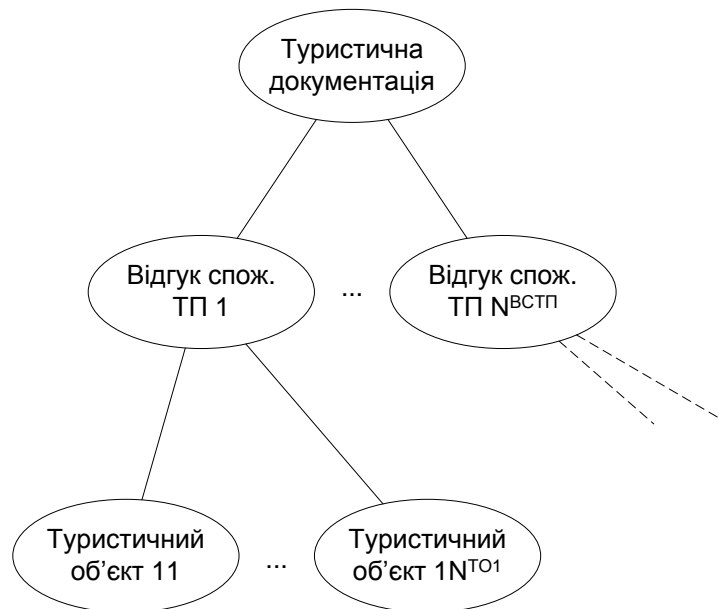 Туристична
документація
Відгук спож.
ТП 1
...
Відгук спож.
ТП N^ВСТП
Туристичний
об’єкт 11
...
Туристичний
об’єкт 1N^ТО1